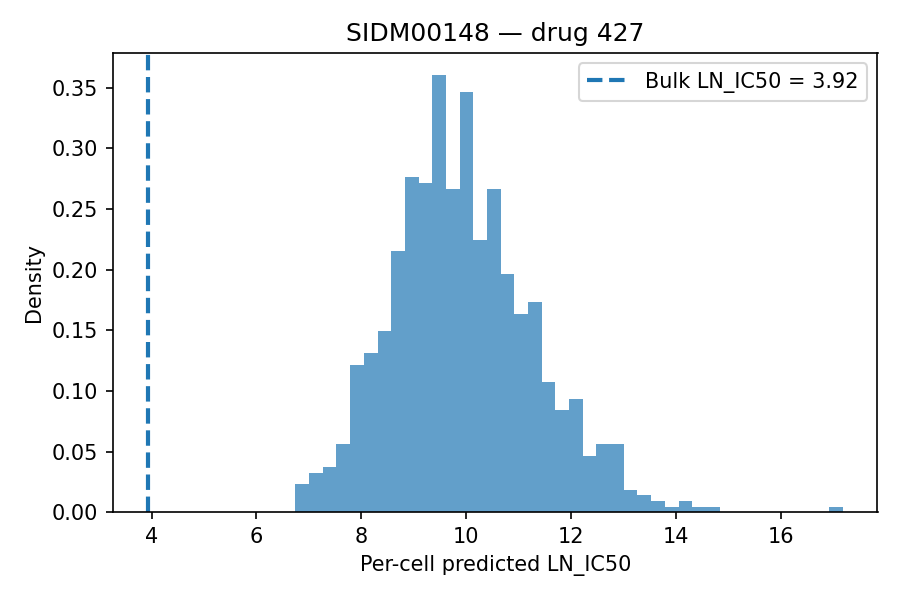 SIDM00148 — drug 427
Bulk LN_IC50 = 3.92
0.35
0.30
0.25
0.20
0.15
0.10
0.05
0.00
Density
4 6 8 10 12 14 16
Per-cell predicted LN_IC50